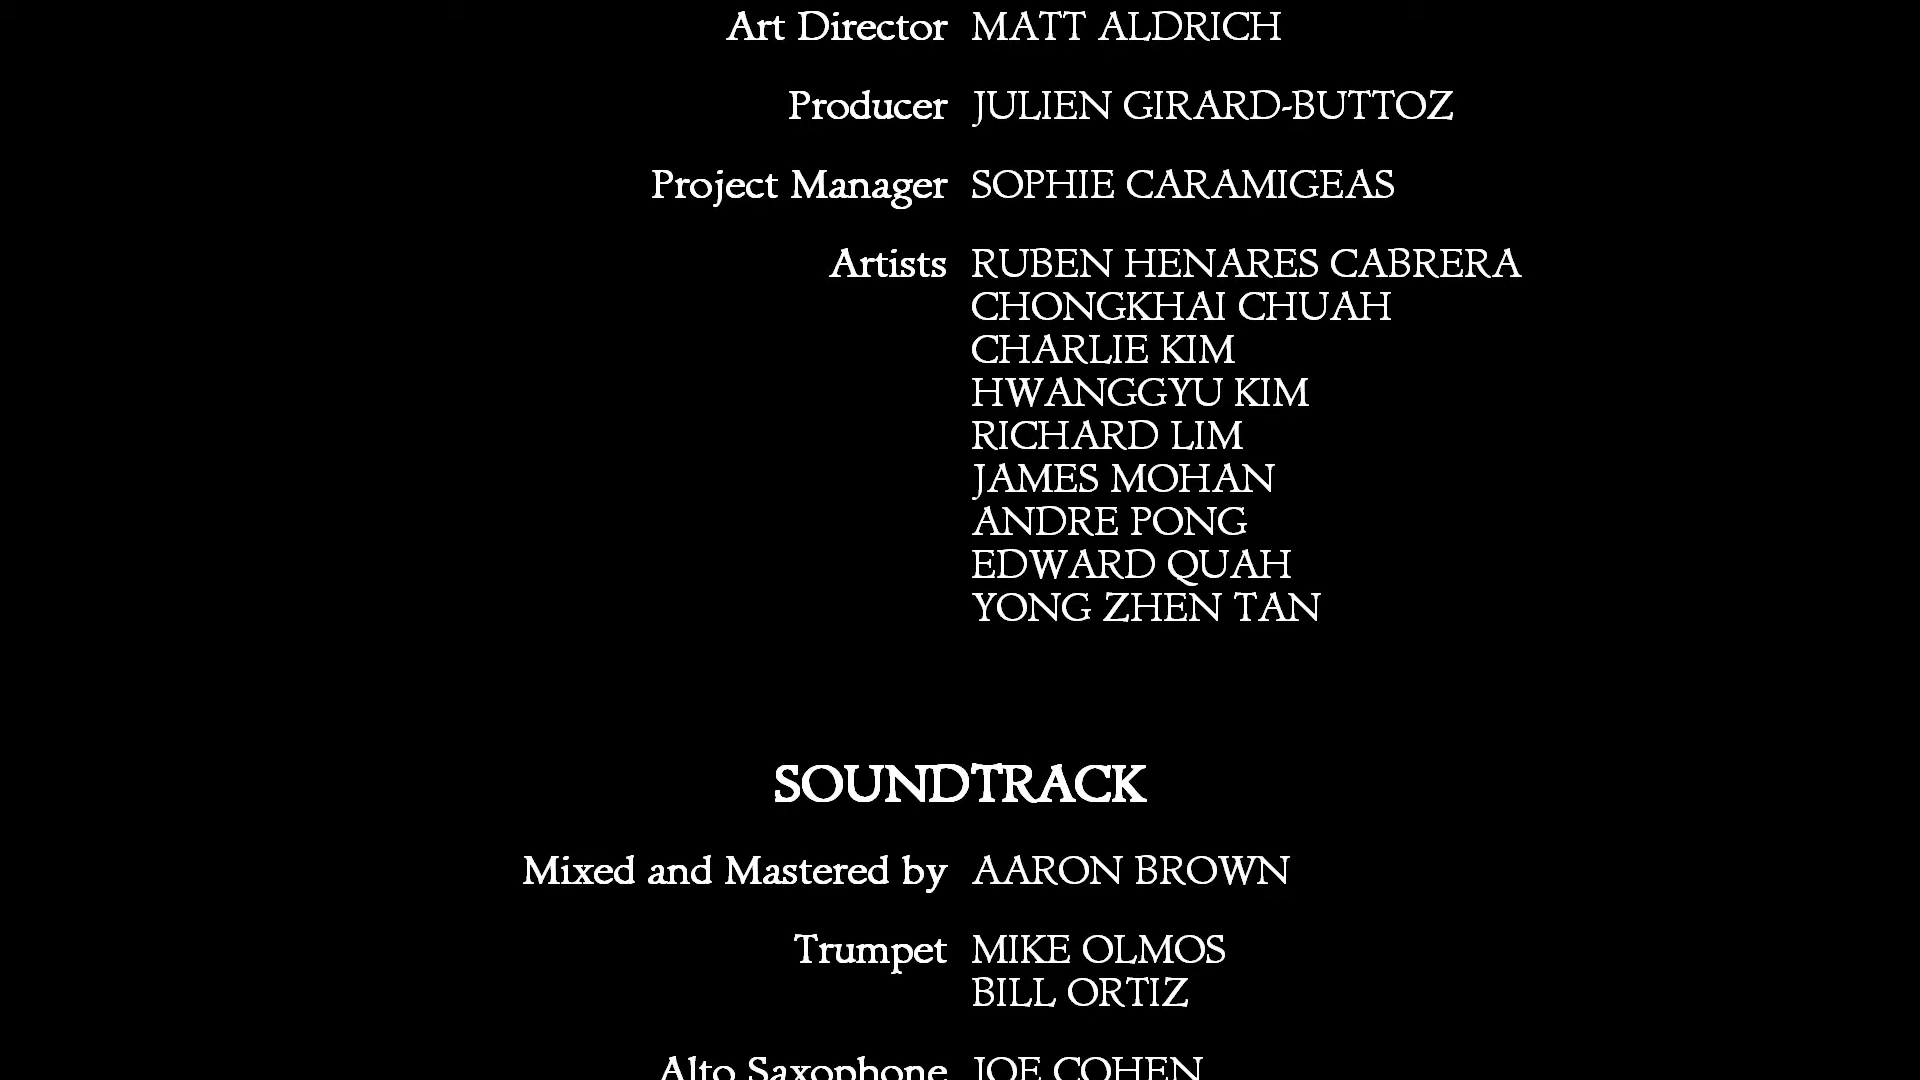 Art Director MATT ALDRICH
Producer JULIEN GIRARD-BUTTOZ
Project Manager SOPHIE CARAMIGEAS
Artists RUBEN HENARES CABRERA
CHONGKHAI CHUAH
CHARLIE KIM
HWANGGYU KIM
RICHARD LIM
JAMES MOHAN
ANDRE PONG
EDWARD QUAH
YONG ZHEN TAN
SOUNDTRACK
Mixed and Mastered by AARON BROWN
Trumpet MIKE OLMOS
BILL ORTIZ
Alto Saxophone JOE COHEN